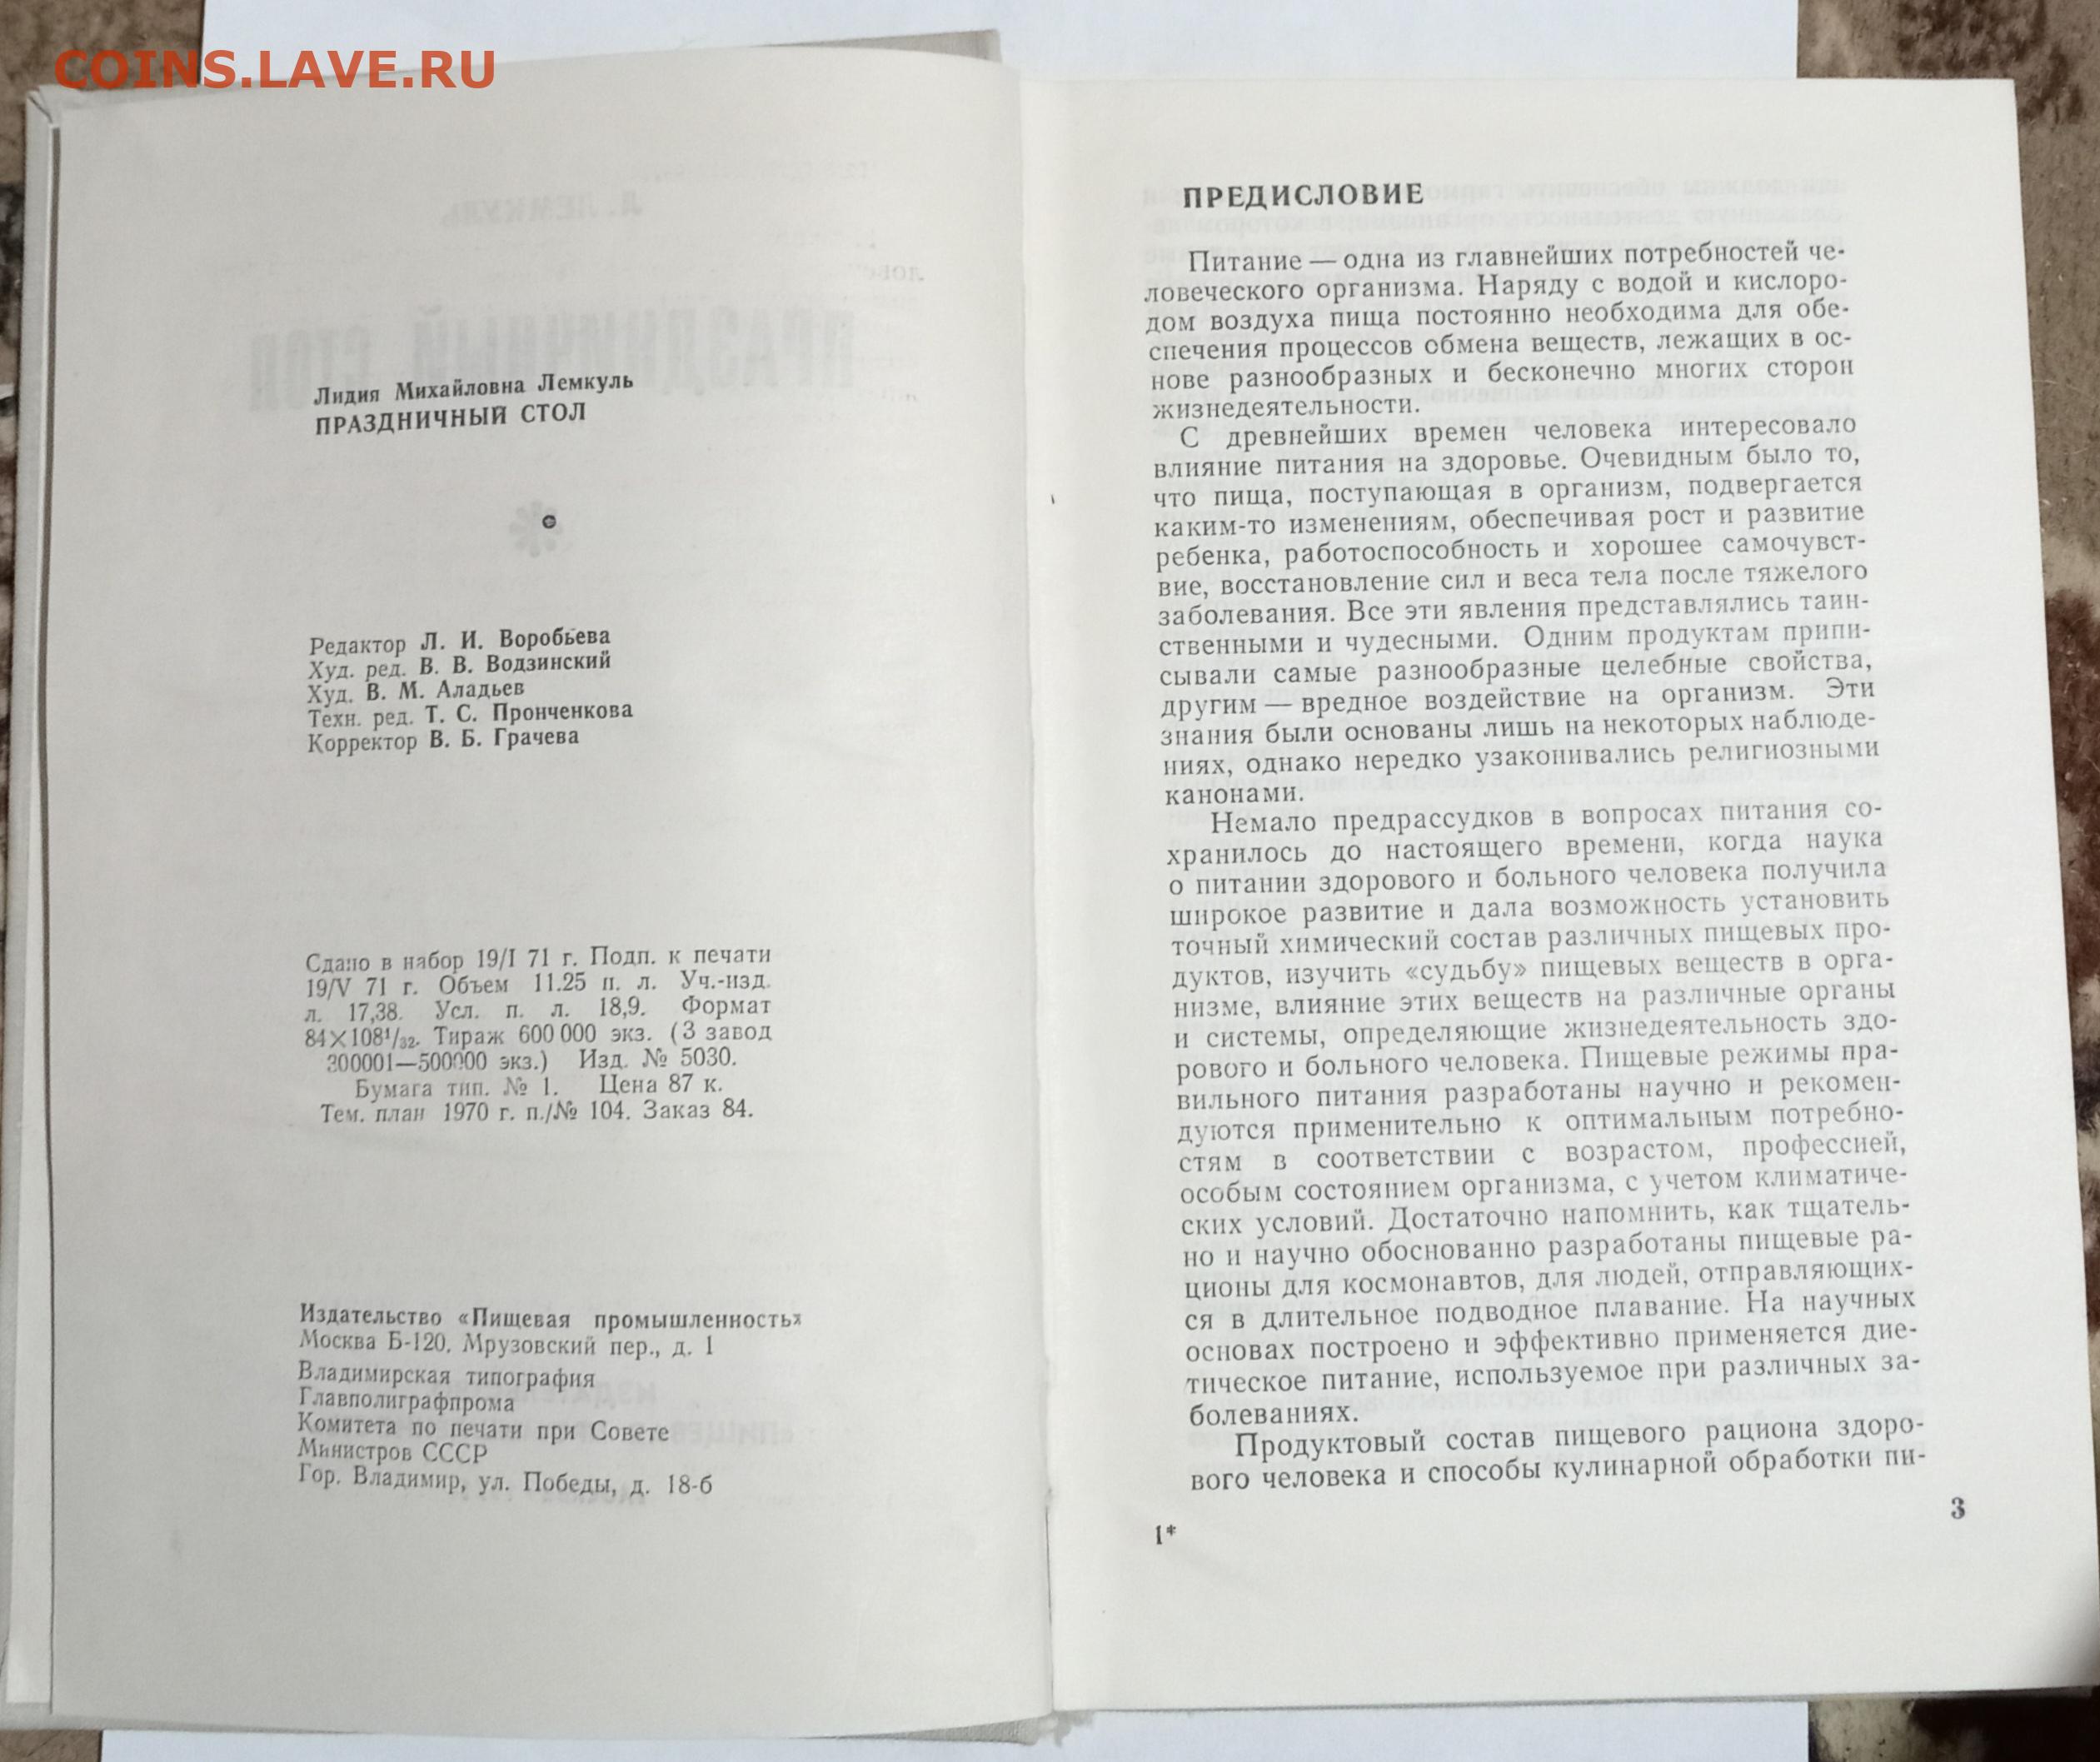 COINS.LAVE.RU
Лидия Михайловна Лемкуль
ПРАЗДНИЧНЫЙ СТОЛ
Редактор Л. И. Воробьева
Худ. ред. В. В. Водзинский
Худ. В. М. Аладьев
Техн. ред. Т. С. Пронченкова
Корректор В. Б. Грачева
Сдано в набор 19/I 71 г. Подп. к печати
19/V 71 г. Объем 11.25 п. л. Уч.-изд.
л. 17,38. Усл. п. л. 18,9. Формат
84×108¹/₃₂. Тираж 600 000 экз. (3 завод
300001—500000 экз.) Изд. № 5030.
Бумага тип. № 1. Цена 87 к.
Тем. план 1970 г. п./№ 104. Заказ 84.
Издательство «Пищевая промышленность»
Москва Б-120, Мрузовский пер., д. 1
Владимирская типография
Главполиграфпрома
Комитета по печати при Совете
Министров СССР
Гор. Владимир, ул. Победы, д. 18-б
ПРЕДИСЛОВИЕ
Питание — одна из главнейших потребностей че-
ловеческого организма. Наряду с водой и кислоро-
дом воздуха пища постоянно необходима для обе-
спечения процессов обмена веществ, лежащих в ос-
нове разнообразных и бесконечно многих сторон
жизнедеятельности.
С древнейших времен человека интересовало
влияние питания на здоровье. Очевидным было то,
что пища, поступающая в организм, подвергается
каким-то изменениям, обеспечивая рост и развитие
ребенка, работоспособность и хорошее самочувст-
вие, восстановление сил и веса тела после тяжелого
заболевания. Все эти явления представлялись таин-
ственными и чудесными. Одним продуктам припи-
сывали самые разнообразные целебные свойства,
другим — вредное воздействие на организм. Эти
знания были основаны лишь на некоторых наблюде-
ниях, однако нередко узаконивались религиозными
канонами.
Немало предрассудков в вопросах питания со-
хранилось до настоящего времени, когда наука
о питании здорового и больного человека получила
широкое развитие и дала возможность установить
точный химический состав различных пищевых про-
дуктов, изучить «судьбу» пищевых веществ в орга-
низме, влияние этих веществ на различные органы
и системы, определяющие жизнедеятельность здо-
рового и больного человека. Пищевые режимы пра-
вильного питания разработаны научно и рекомен-
дуются применительно к оптимальным потребно-
стям в соответствии с возрастом, профессией,
особым состоянием организма, с учетом климатиче-
ских условий. Достаточно напомнить, как тщатель-
но и научно обоснованно разработаны пищевые ра-
ционы для космонавтов, для людей, отправляющих-
ся в длительное подводное плавание. На научных
основах построено и эффективно применяется дие-
тическое питание, используемое при различных за-
болеваниях.
Продуктовый состав пищевого рациона здоро-
вого человека и способы кулинарной обработки пи-
1*
3